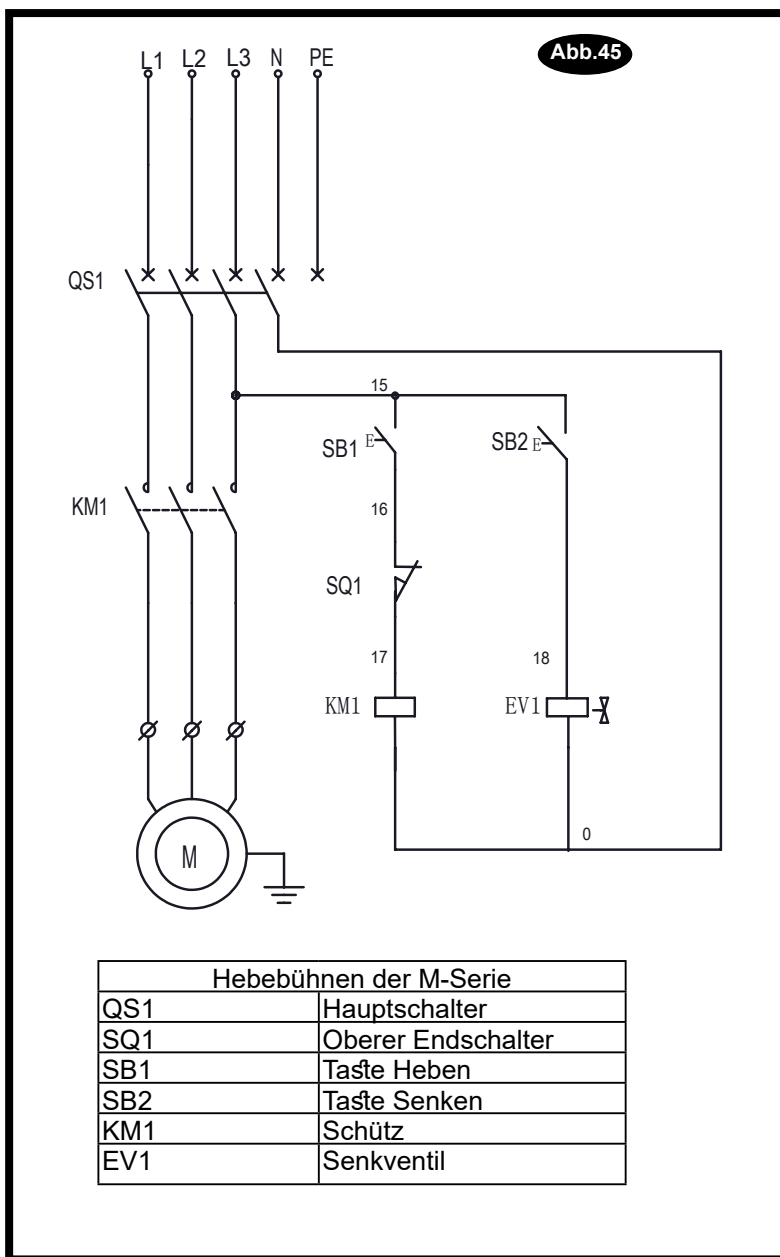 Abb.45
L1 L2 L3 N PE
QS1
15
SB1 E
SB2 E
16
KM1
SQ1
17
18
KM1
EV1
0
M
Hebebühnen der M-Serie
QS1 Hauptschalter
SQ1 Oberer Endschalter
SB1 Taste Heben
SB2 Taste Senken
KM1 Schütz
EV1 Senkventil